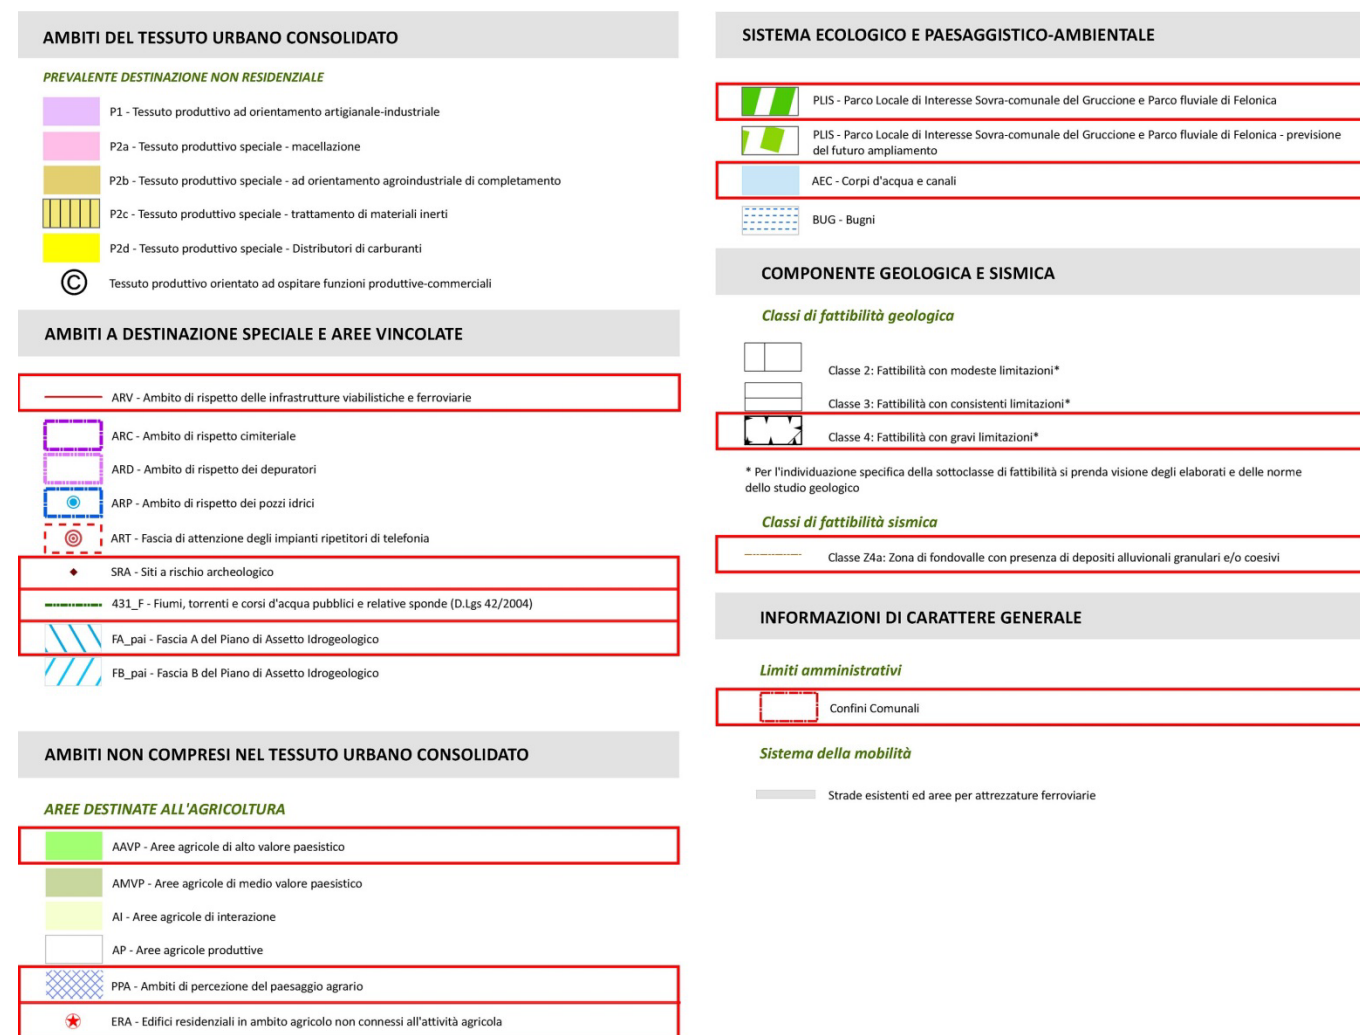 AMBITI DEL TESSUTO URBANO CONSOLIDATO
PREVALENTE DESTINAZIONE NON RESIDENZIALE
P1 - Tessuto produttivo ad orientamento artigianale-industriale
P2a - Tessuto produttivo speciale - macellazione
P2b - Tessuto produttivo speciale - ad orientamento agroindustriale di completamento
P2c - Tessuto produttivo speciale - trattamento di materiali inerti
P2d - Tessuto produttivo speciale - Distributori di carburanti
© Tessuto produttivo orientato ad ospitare funzioni produttive-commerciali
AMBITI A DESTINAZIONE SPECIALE E AREE VINCOLATE
ARV - Ambito di rispetto delle infrastrutture viabilistiche e ferroviarie
ARC - Ambito di rispetto cimiteriale
ARD - Ambito di rispetto dei depuratori
ARP - Ambito di rispetto dei pozzi idrici
ART - Fascia di attenzione degli impianti ripetitori di telefonia
SRA - Siti a rischio archeologico
431_F - Fiumi, torrenti e corsi d'acqua pubblici e relative sponde (D.Lgs 42/2004)
FA_pai - Fascia A del Piano di Assetto Idrogeologico
FB_pai - Fascia B del Piano di Assetto Idrogeologico
AMBITI NON COMPRESI NEL TESSUTO URBANO CONSOLIDATO
AREE DESTINATE ALL'AGRICOLTURA
AAVP - Aree agricole di alto valore paesistico
AMVP - Aree agricole di medio valore paesistico
AI - Aree agricole di interazione
AP - Aree agricole produttive
PPA - Ambiti di percezione del paesaggio agrario
ERA - Edifici residenziali in ambito agricolo non connessi all'attività agricola
SISTEMA ECOLOGICO E PAESAGGISTICO-AMBIENTALE
PLIS - Parco Locale di Interesse Sovra-comunale del Gruccione e Parco fluviale di Felonica
PLIS - Parco Locale di Interesse Sovra-comunale del Gruccione e Parco fluviale di Felonica - previsione
del futuro ampliamento
AEC - Corpi d'acqua e canali
BUG - Bugni
COMPONENTE GEOLOGICA E SISMICA
Classi di fattibilità geologica
Classe 2: Fattibilità con modeste limitazioni*
Classe 3: Fattibilità con consistenti limitazioni*
Classe 4: Fattibilità con gravi limitazioni*
* Per l'individuazione specifica della sottoclasse di fattibilità si prenda visione degli elaborati e delle norme
dello studio geologico
Classi di fattibilità sismica
Classe Z4a: Zona di fondovalle con presenza di depositi alluvionali granulari e/o coesivi
INFORMAZIONI DI CARATTERE GENERALE
Limiti amministrativi
Confini Comunali
Sistema della mobilità
Strade esistenti ed aree per attrezzature ferroviarie